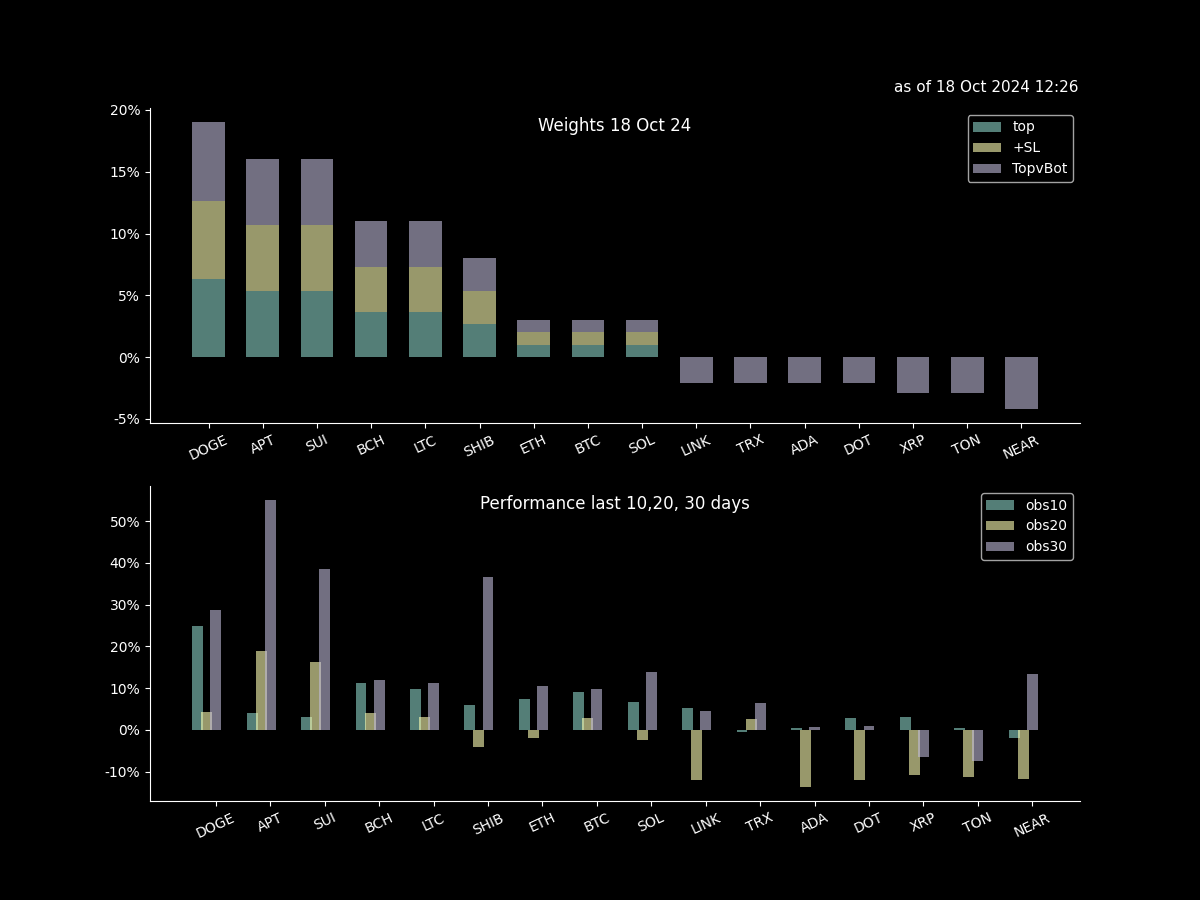 as of 18 Oct 2024 12:26
Weights 18 Oct 24
top
+SL
TopvBot
20%
15%
10%
5%
0%
-5%
DOGE APT SUI BCH LTC SHIB ETH BTC SOL LINK TRX ADA DOT XRP TON NEAR
Performance last 10,20, 30 days
obs10
obs20
obs30
50%
40%
30%
20%
10%
0%
-10%
DOGE APT SUI BCH LTC SHIB ETH BTC SOL LINK TRX ADA DOT XRP TON NEAR